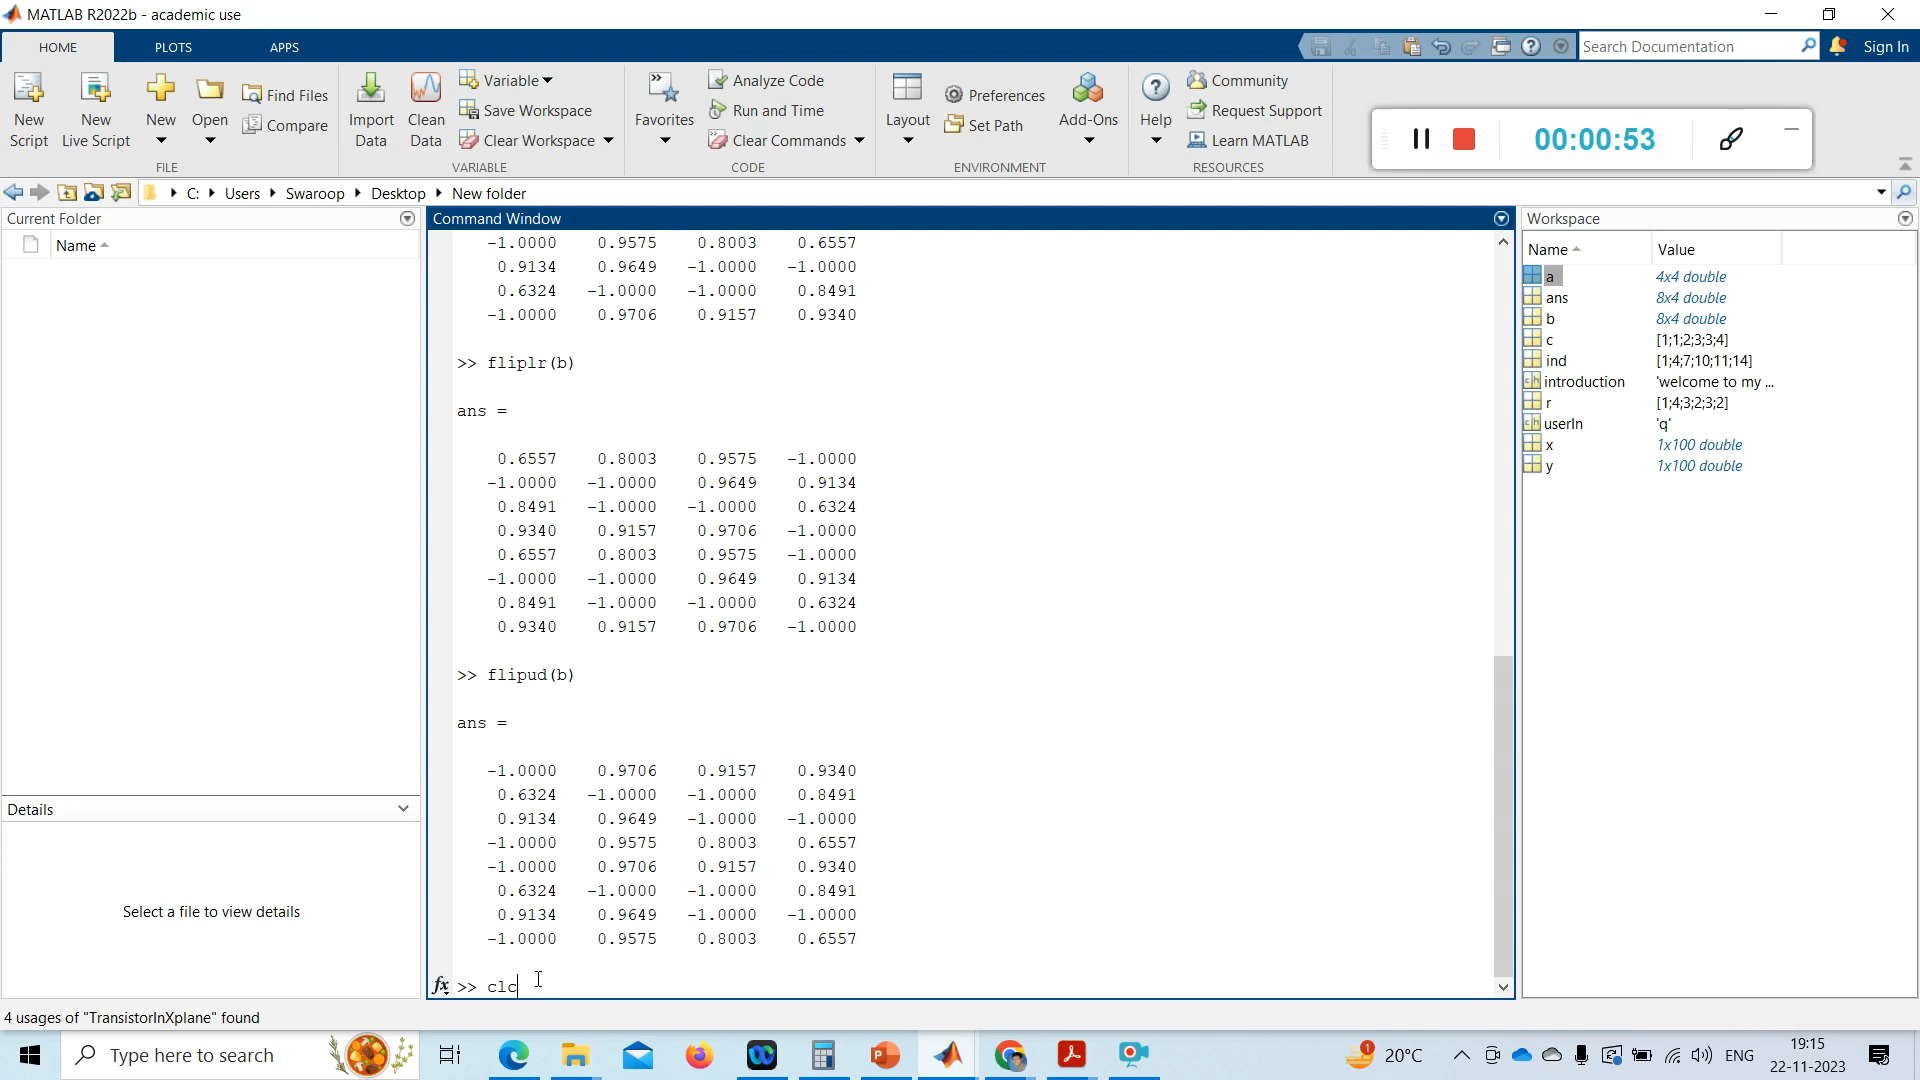 MATLAB R2022b - academic use
HOME PLOTS APPS
Search Documentation
Sign In
New Script
New Live Script
New
Open
Find Files
Compare
FILE
Import Data
Clean Data
Variable
Save Workspace
Clear Workspace
VARIABLE
Favorites
Analyze Code
Run and Time
Clear Commands
CODE
Layout
Preferences
Set Path
Add-Ons
ENVIRONMENT
Help
Community
Request Support
Learn MATLAB
RESOURCES
00:00:53
C: Users Swaroop Desktop New folder
Current Folder
Name
Details
Select a file to view details
Command Window
-1.0000 0.9575 0.8003 0.6557
0.9134 0.9649 -1.0000 -1.0000
0.6324 -1.0000 -1.0000 0.8491
-1.0000 0.9706 0.9157 0.9340
>> fliplr(b)
ans =
0.6557 0.8003 0.9575 -1.0000
-1.0000 -1.0000 0.9649 0.9134
0.8491 -1.0000 -1.0000 0.6324
0.9340 0.9157 0.9706 -1.0000
0.6557 0.8003 0.9575 -1.0000
-1.0000 -1.0000 0.9649 0.9134
0.8491 -1.0000 -1.0000 0.6324
0.9340 0.9157 0.9706 -1.0000
>> flipud(b)
ans =
-1.0000 0.9706 0.9157 0.9340
0.6324 -1.0000 -1.0000 0.8491
0.9134 0.9649 -1.0000 -1.0000
-1.0000 0.9575 0.8003 0.6557
-1.0000 0.9706 0.9157 0.9340
0.6324 -1.0000 -1.0000 0.8491
0.9134 0.9649 -1.0000 -1.0000
-1.0000 0.9575 0.8003 0.6557
fx >> clc
Workspace
Name Value
a 4x4 double
ans 8x4 double
b 8x4 double
c [1;1;2;3;3;4]
ind [1;4;7;10;11;14]
introduction 'welcome to my ...
r [1;4;3;2;3;2]
userIn 'q'
x 1x100 double
y 1x100 double
4 usages of "TransistorInXplane" found
Type here to search
1
20°C
ENG
19:15
22-11-2023